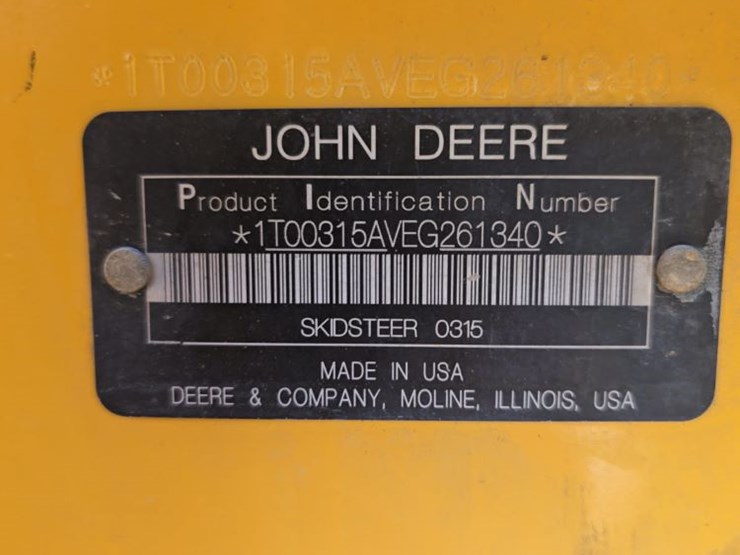 *1T00315AVEG261340*
JOHN DEERE
Product Identification Number
*1T00315AVEG261340*
SKIDSTEER 0315
MADE IN USA
DEERE & COMPANY, MOLINE, ILLINOIS, USA